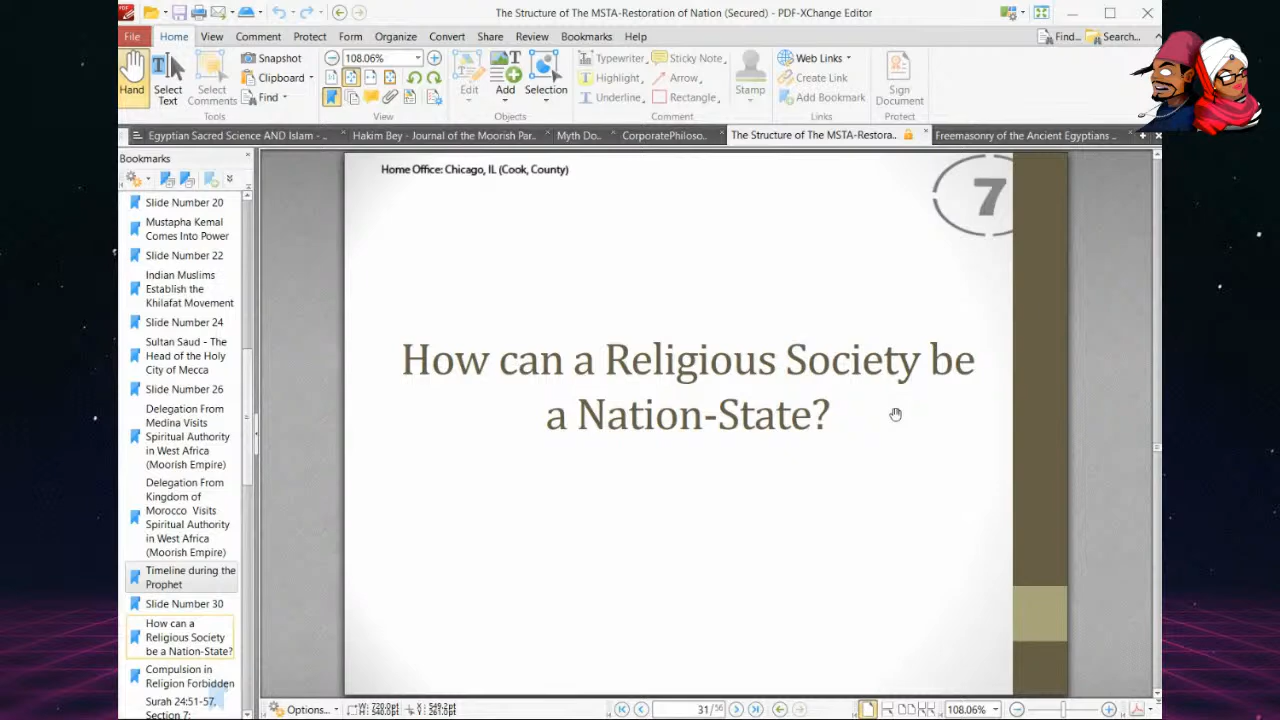 The Structure of The MSTA-Restoration of Nation (Secured) - PDF-XChange Editor
File Home View Comment Protect Form Organize Convert Share Review Bookmarks Help Find... Search...
Hand
Select Text
Select Comments
Snapshot
Clipboard
Find
Tools
108.06%
View
Edit
Add
Selection
Objects
Typewriter
Highlight
Underline
Sticky Note
Arrow
Rectangle
Stamp
Comment
Web Links
Create Link
Add Bookmark
Links
Sign Document
Protect
Egyptian Sacred Science AND Islam - ...
Hakim Bey - Journal of the Moorish Par...
Myth Do...
CorporatePhiloso...
The Structure of The MSTA-Restora...
Freemasonry of the Ancient Egyptians
Bookmarks
Slide Number 20
Mustapha Kemal
Comes Into Power
Slide Number 22
Indian Muslims
Establish the
Khilafat Movement
Slide Number 24
Sultan Saud - The
Head of the Holy
City of Mecca
Slide Number 26
Delegation From
Medina Visits
Spiritual Authority
in West Africa
(Moorish Empire)
Delegation From
Kingdom of
Morocco Visits
Spiritual Authority
in West Africa
(Moorish Empire)
Timeline during the
Prophet
Slide Number 30
How can a
Religious Society
be a Nation-State?
Compulsion in
Religion Forbidden
Surah 24:51-57,
Section 7:
Home Office: Chicago, IL (Cook, County)
7
How can a Religious Society be
a Nation-State?
Options...
31/56
108.06%